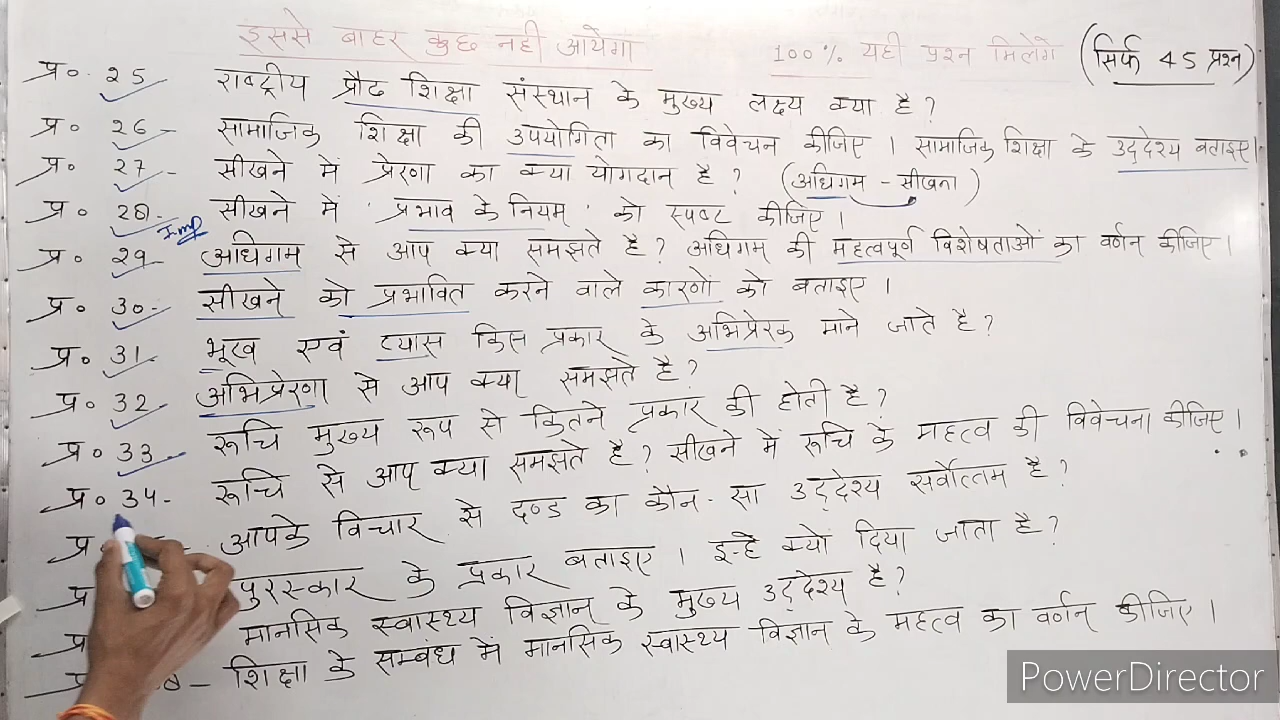 इससे बाहर कुछ नही आयेगा 100% यही प्रश्न मिलेंगे (सिर्फ 45 प्रश्न)
प्र० 25 राष्ट्रीय प्रौढ शिक्षा संस्थान के मुख्य लक्ष्य क्या है ?
प्र० 26- सामाजिक शिक्षा की उपयोगिता का विवेचन कीजिए । सामाजिक शिक्षा के उद्देश्य बताइए।
प्र० 27- सीखने में प्रेरणा का क्या योगदान है ? (अधिगम - सीखना)
प्र० 28- सीखने में 'प्रभाव के नियम' को स्पष्ट कीजिए ।
Imp
प्र० 29- अधिगम से आप क्या समझते है ? अधिगम की महत्वपूर्ण विशेषताओं का वर्णन कीजिए ।
प्र० 30- सीखने को प्रभावित करने वाले कारणों को बताइए ।
प्र० 31 भूख एवं प्यास किस प्रकार के अभिप्रेरक माने जाते है ?
प्र० 32 अभिप्रेरणा से आप क्या समझते है ?
प्र० 33 रूचि मुख्य रूप से कितने प्रकार की होती है ?
प्र० 34- रूचि से आप क्या समझते है ? सीखने में रूचि के महत्व की विवेचना कीजिए ।
प्र० आपके विचार से दण्ड का कौन-सा उद्देश्य सर्वोत्तम है ?
प्र पुरस्कार के प्रकार बताइए । इन्हे क्यों दिया जाता है ?
प्र मानसिक स्वास्थ्य विज्ञान के मुख्य उद्देश्य है ?
प्र 8- शिक्षा के सम्बंध में मानसिक स्वास्थ्य विज्ञान के महत्व का वर्णन कीजिए ।
PowerDirector